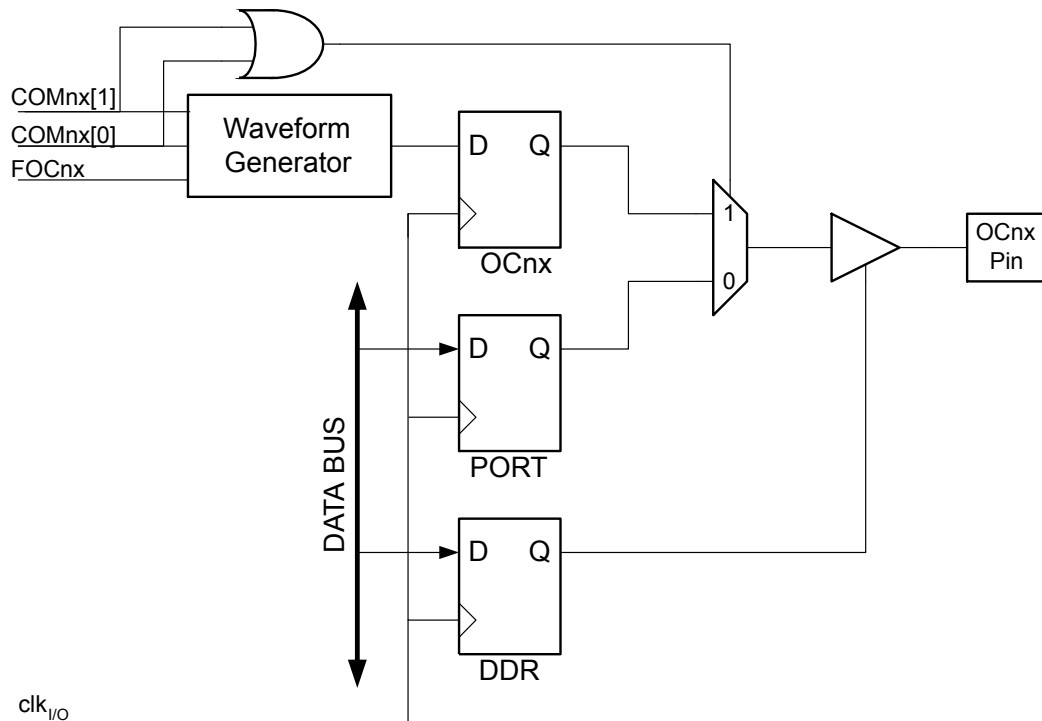 COMnx[1]
COMnx[0]
FOCnx
Waveform
Generator
D Q
OCnx
1
0
OCnx
Pin
DATA BUS
D Q
PORT
D Q
DDR
clkI/O